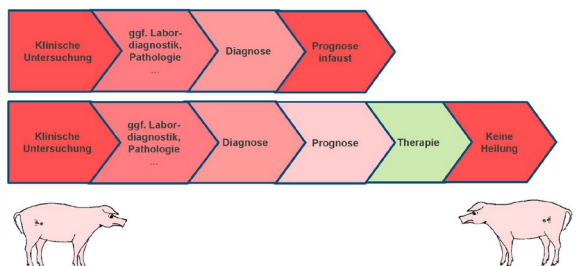 Klinische
Untersuchung
ggf. Labor-
diagnostik,
Pathologie
...
Diagnose
Prognose
infaust
Klinische
Untersuchung
ggf. Labor-
diagnostik,
Pathologie
...
Diagnose
Prognose
Therapie
Keine
Heilung